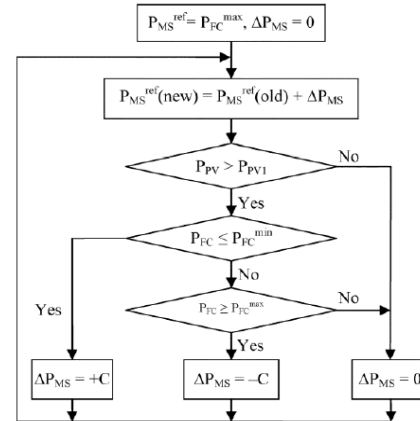 P_MS^ref = P_FC^max, ΔP_MS = 0
P_MS^ref(new) = P_MS^ref(old) + ΔP_MS
P_PV > P_PV1
No
Yes
P_FC ≤ P_FC^min
No
Yes
P_FC ≥ P_FC^max
No
Yes
ΔP_MS = +C
ΔP_MS = –C
ΔP_MS = 0